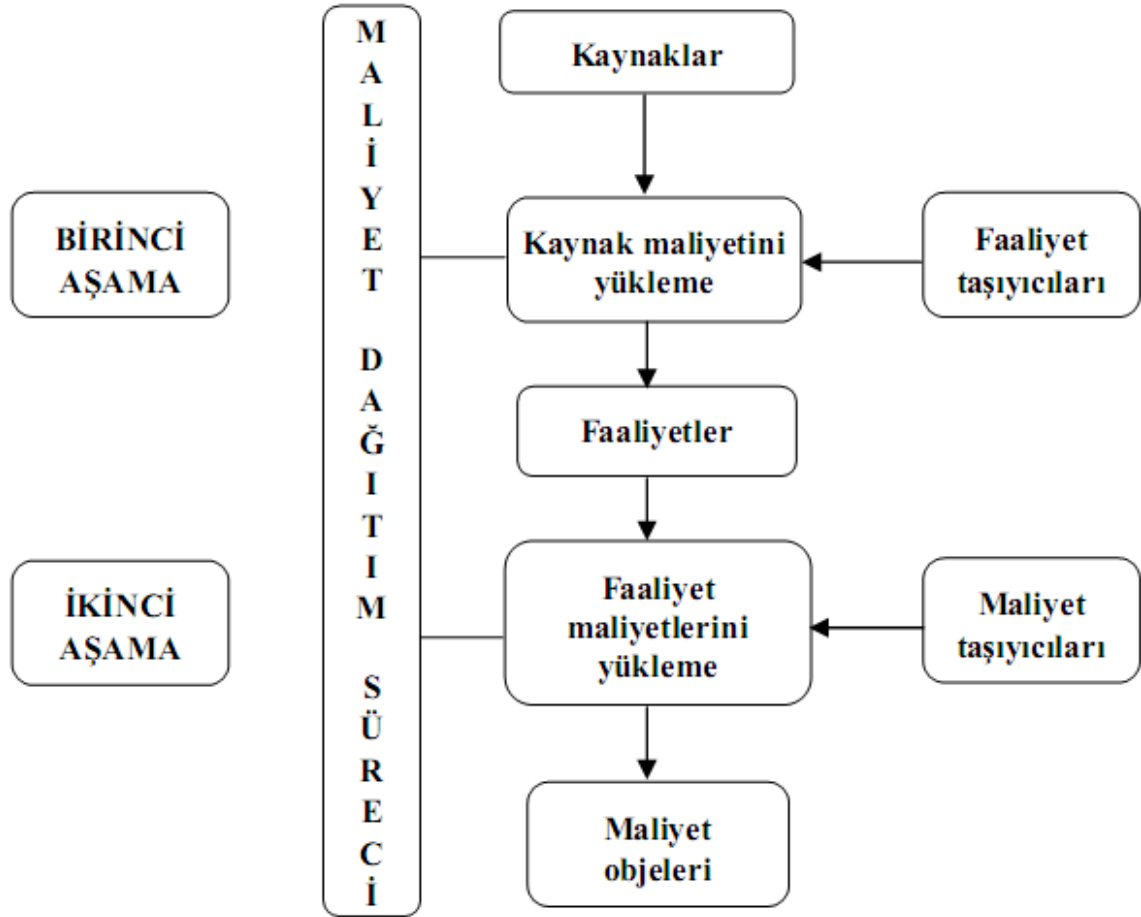 MALİYET DAĞITIM SÜRECİ
Kaynaklar
BİRİNCİ
AŞAMA
Kaynak maliyetini
yükleme
Faaliyet
taşıyıcıları
Faaliyetler
İKİNCİ
AŞAMA
Faaliyet
maliyetlerini
yükleme
Maliyet
taşıyıcıları
Maliyet
objeleri